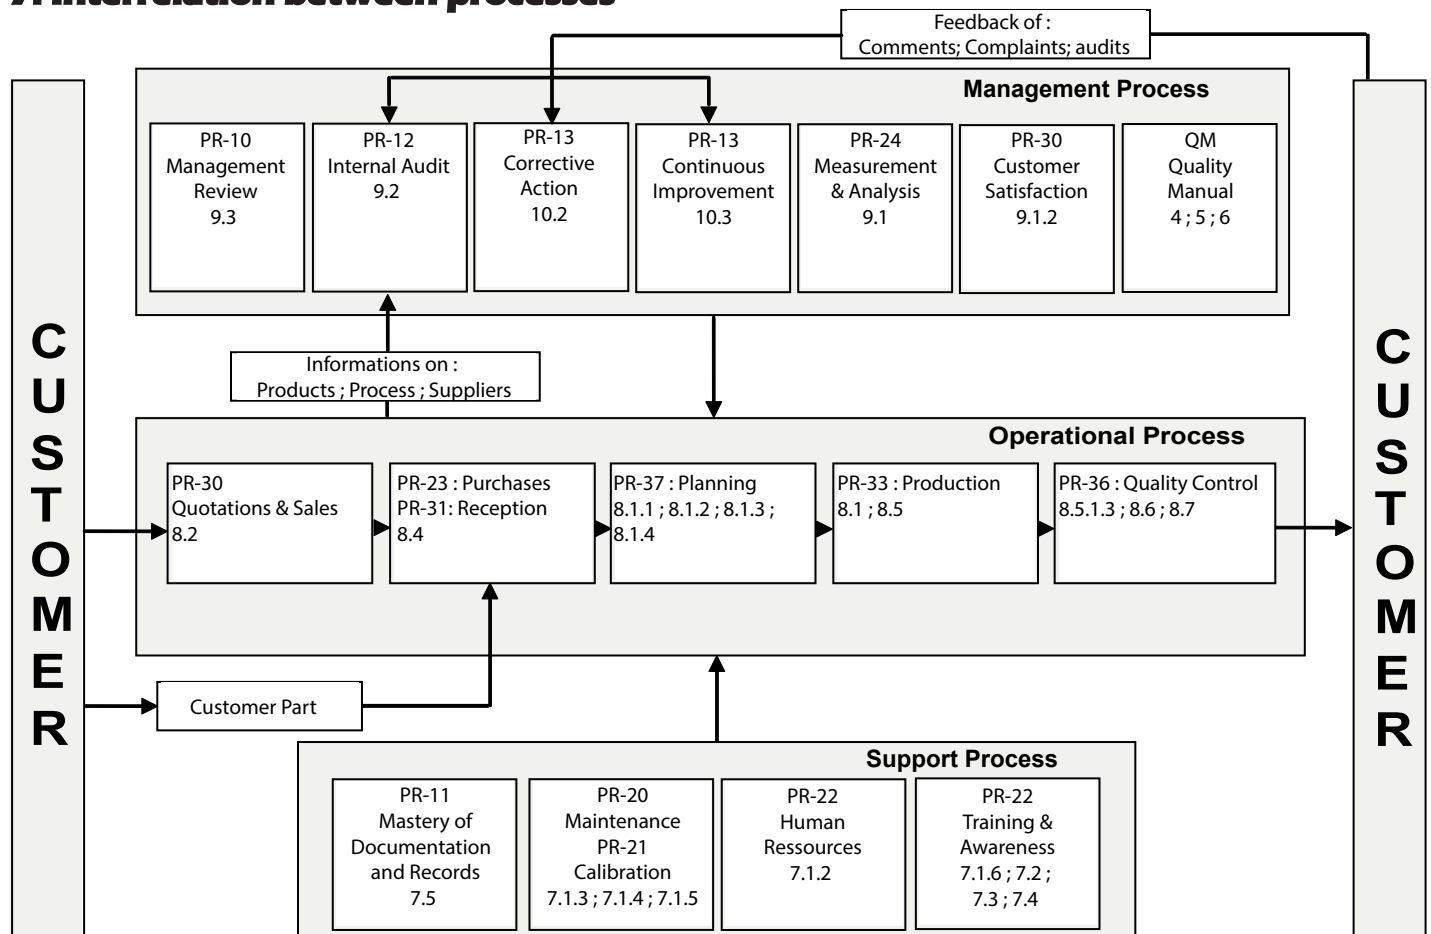 7. Interrelation between processes
Feedback of :
Comments; Complaints; audits
Management Process
PR-10
Management
Review
9.3
PR-12
Internal Audit
9.2
PR-13
Corrective
Action
10.2
PR-13
Continuous
Improvement
10.3
PR-24
Measurement
& Analysis
9.1
PR-30
Customer
Satisfaction
9.1.2
QM
Quality
Manual
4 ; 5 ; 6
CUSTOMER
Informations on :
Products ; Process ; Suppliers
Operational Process
PR-30
Quotations & Sales
8.2
PR-23 : Purchases
PR-31: Reception
8.4
PR-37 : Planning
8.1.1 ; 8.1.2 ; 8.1.3 ;
8.1.4
PR-33 : Production
8.1 ; 8.5
PR-36 : Quality Control
8.5.1.3 ; 8.6 ; 8.7
CUSTOMER
Customer Part
Support Process
PR-11
Mastery of
Documentation
and Records
7.5
PR-20
Maintenance
PR-21
Calibration
7.1.3 ; 7.1.4 ; 7.1.5
PR-22
Human
Ressources
7.1.2
PR-22
Training &
Awareness
7.1.6 ; 7.2 ;
7.3 ; 7.4